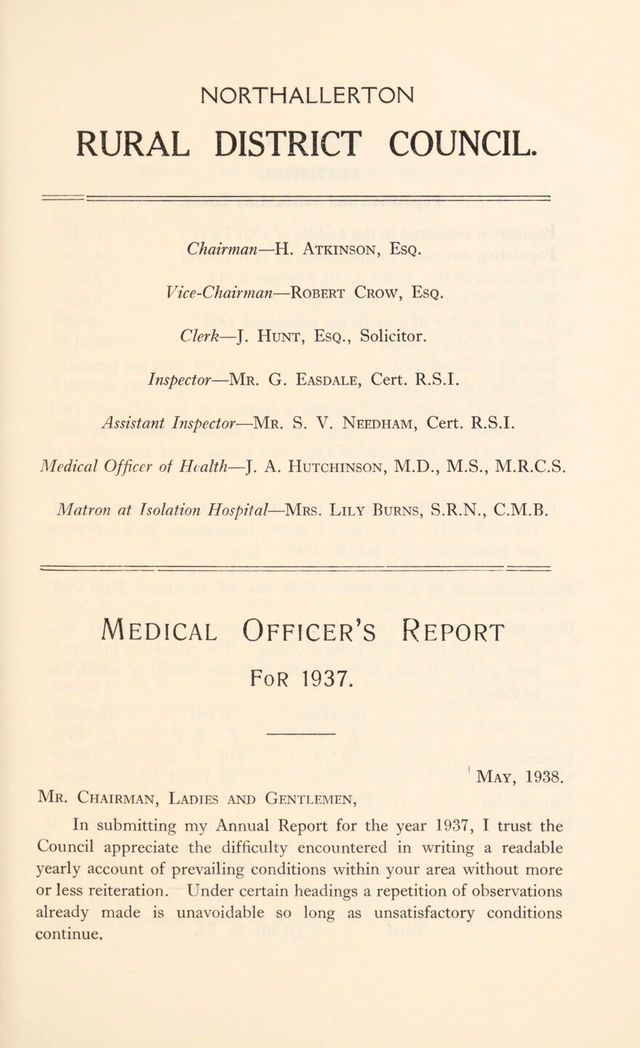 NORTHALLERTON
RURAL DISTRICT COUNCIL.
Chairman—H. ATKINSON, ESQ.
Vice-Chairman—ROBERT CROW, ESQ.
Clerk—J. HUNT, ESQ., Solicitor.
Inspector—MR. G. EASDALE, Cert. R.S.I.
Assistant Inspector—MR. S. V. NEEDHAM, Cert. R.S.I.
Medical Officer of Health—J. A. HUTCHINSON, M.D., M.S., M.R.C.S.
Matron at Isolation Hospital—MRS. LILY BURNS, S.R.N., C.M.B.
MEDICAL OFFICER'S REPORT
FOR 1937.
MAY, 1938.
MR. CHAIRMAN, LADIES AND GENTLEMEN,
In submitting my Annual Report for the year 1937, I trust the
Council appreciate the difficulty encountered in writing a readable
yearly account of prevailing conditions within your area without more
or less reiteration. Under certain headings a repetition of observations
already made is unavoidable so long as unsatisfactory conditions
continue.